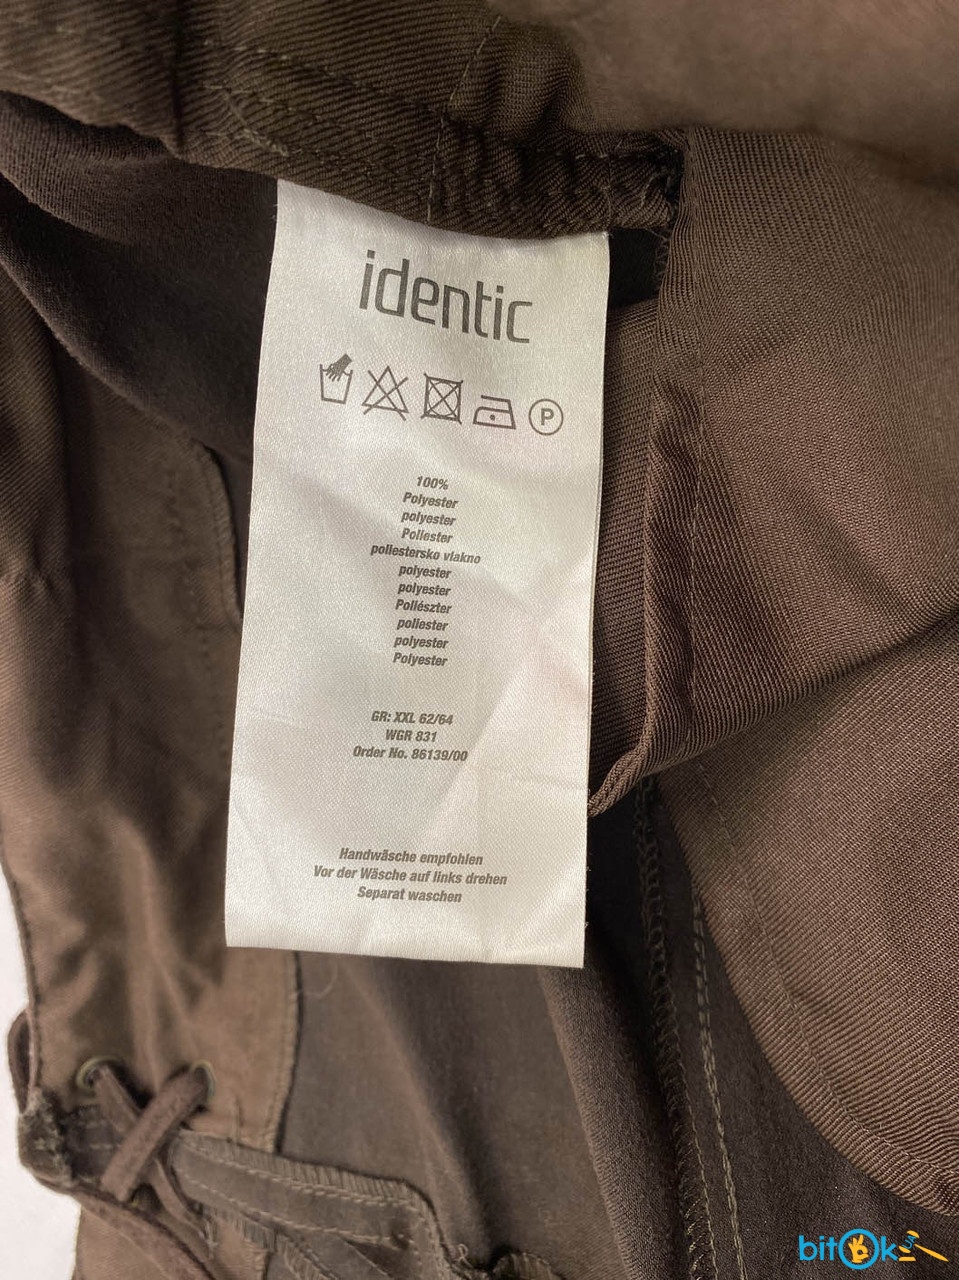 identic
P
100%
Polyester
polyester
Poliester
poliestersko vlakno
polyester
polyester
Poliészter
poliester
polyester
Polyester
GR: XXL 62/64
WGR 831
Order No. 86139/00
Handwäsche empfohlen
Vor der Wäsche auf links drehen
Separat waschen
bitOk